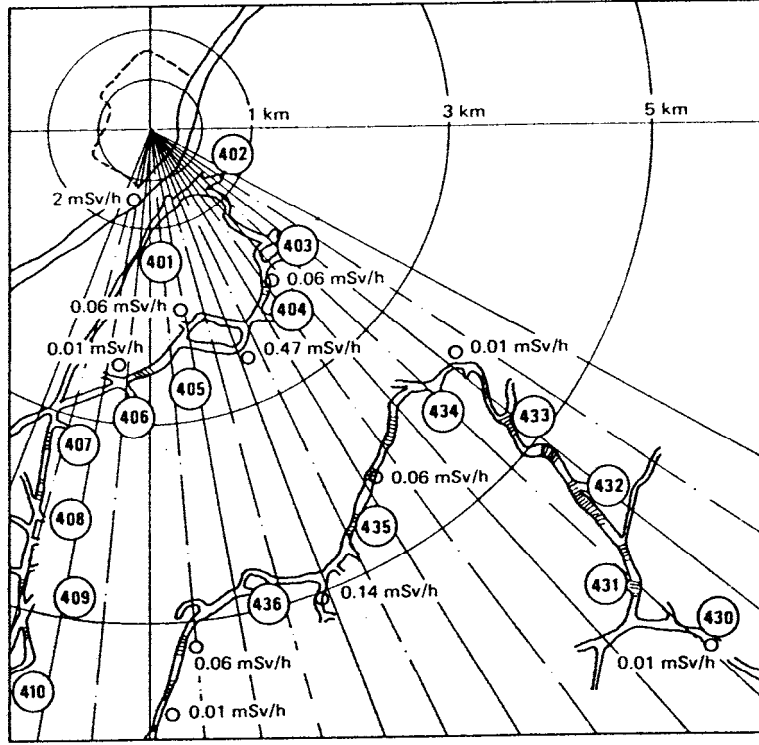 1 km
3 km
5 km
402
2 mSv/h
401
403
0.06 mSv/h
404
0.06 mSv/h
0.01 mSv/h
0.47 mSv/h
0.01 mSv/h
405
406
434
433
407
0.06 mSv/h
432
408
435
409
436
0.14 mSv/h
431
430
0.06 mSv/h
0.01 mSv/h
410
0.01 mSv/h